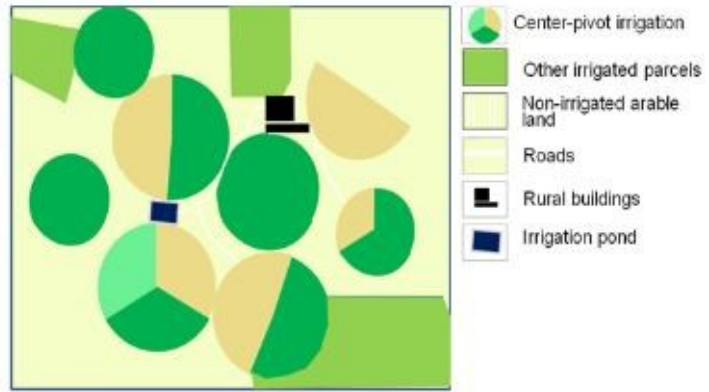 Center-pivot irrigation
Other irrigated parcels
Non-irrigated arable
land
Roads
Rural buildings
Irrigation pond